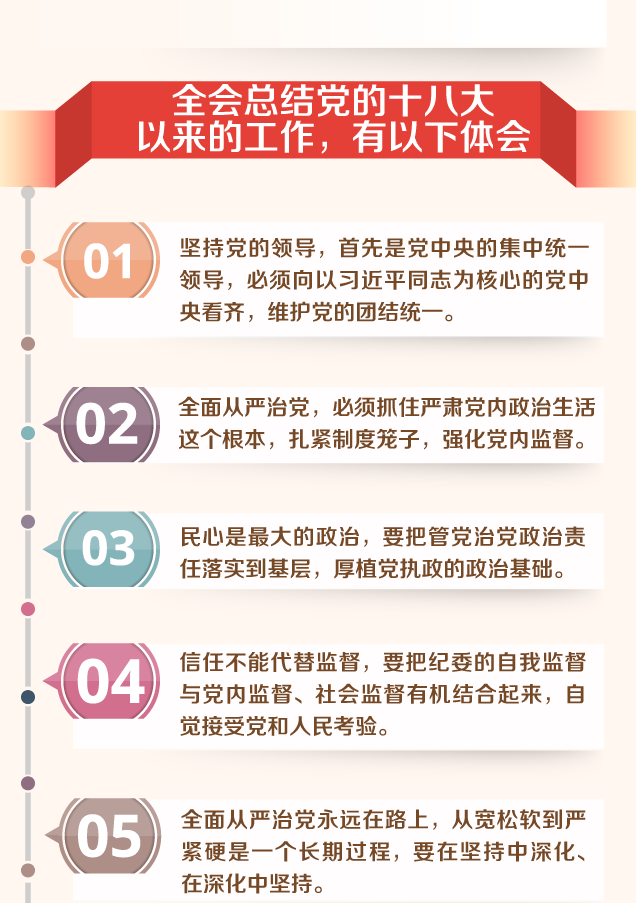 全会总结党的十八大
以来的工作，有以下体会
01
坚持党的领导，首先是党中央的集中统一
领导，必须向以习近平同志为核心的党中
央看齐，维护党的团结统一。
02
全面从严治党，必须抓住严肃党内政治生活
这个根本，扎紧制度笼子，强化党内监督。
03
民心是最大的政治，要把管党治党政治责
任落实到基层，厚植党执政的政治基础。
04
信任不能代替监督，要把纪委的自我监督
与党内监督、社会监督有机结合起来，自
觉接受党和人民考验。
05
全面从严治党永远在路上，从宽松软到严
紧硬是一个长期过程，要在坚持中深化、
在深化中坚持。